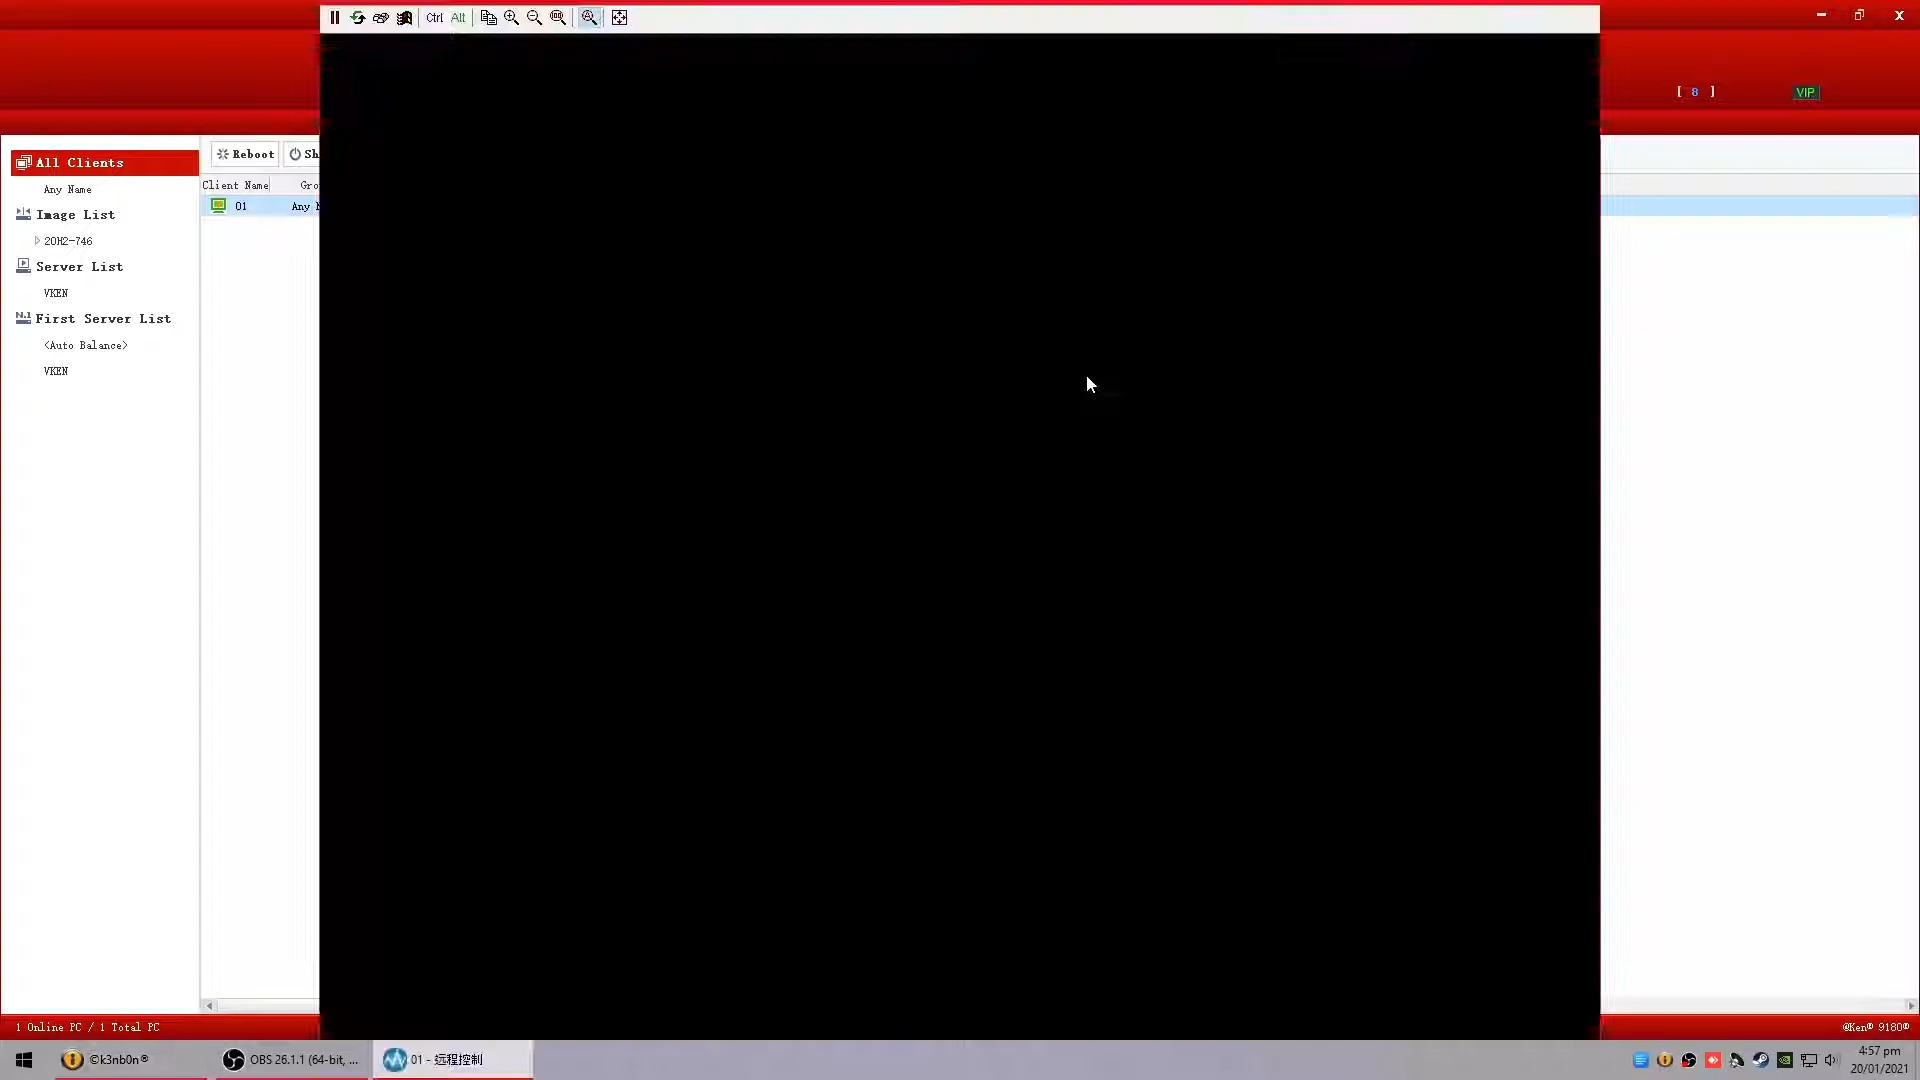 Ctrl Alt
[ 8 ] VIP
All Clients
Any Name
Image List
20H2-746
Server List
VKEN
First Server List
<Auto Balance>
VKEN
Reboot Sh
Client Name Gro
01 Any N
1 Online PC / 1 Total PC
@Ken® 9180®
©k3nb0n®
OBS 26.1.1 (64-bit, ...
01 - 远程控制
4:57 pm
20/01/2021